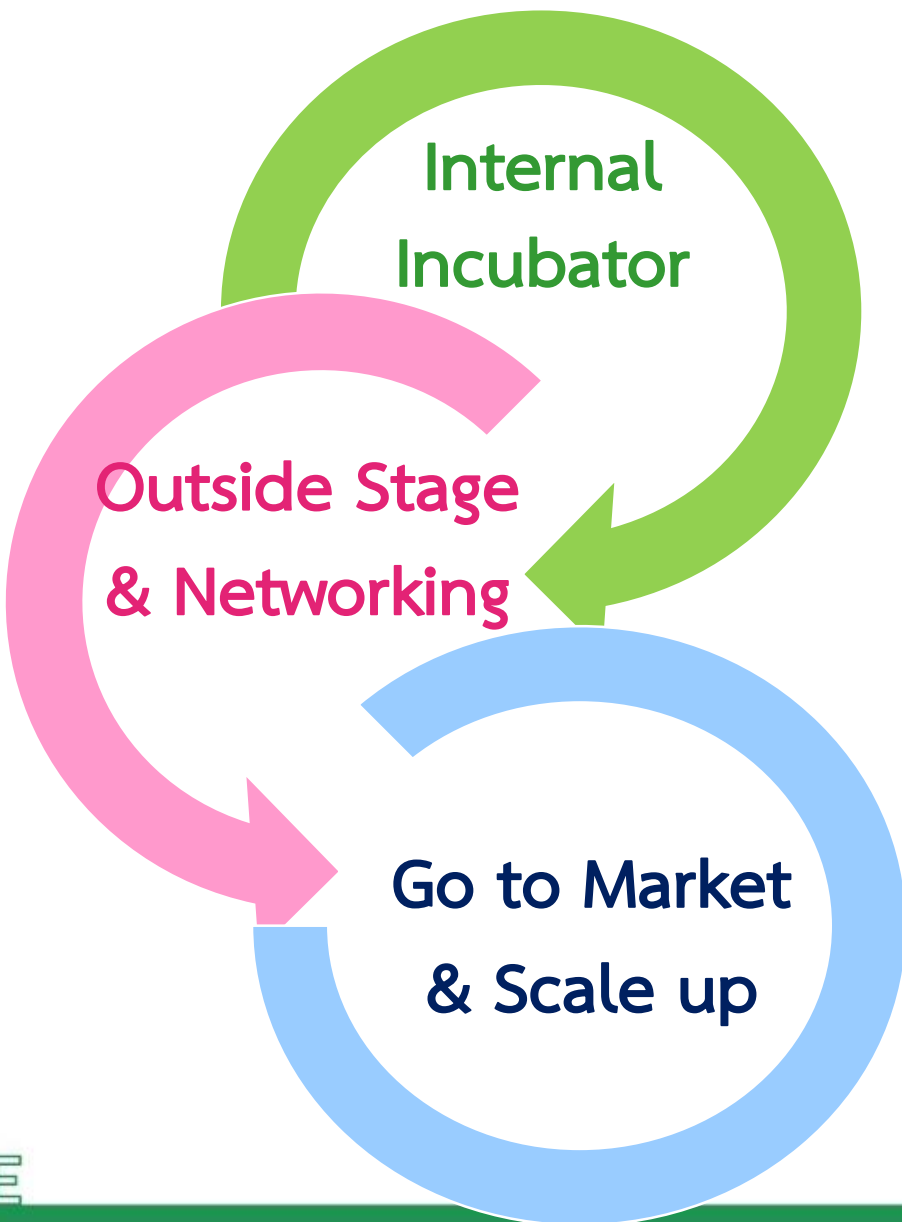 Internal
Incubator
Outside Stage
& Networking
Go to Market
& Scale up